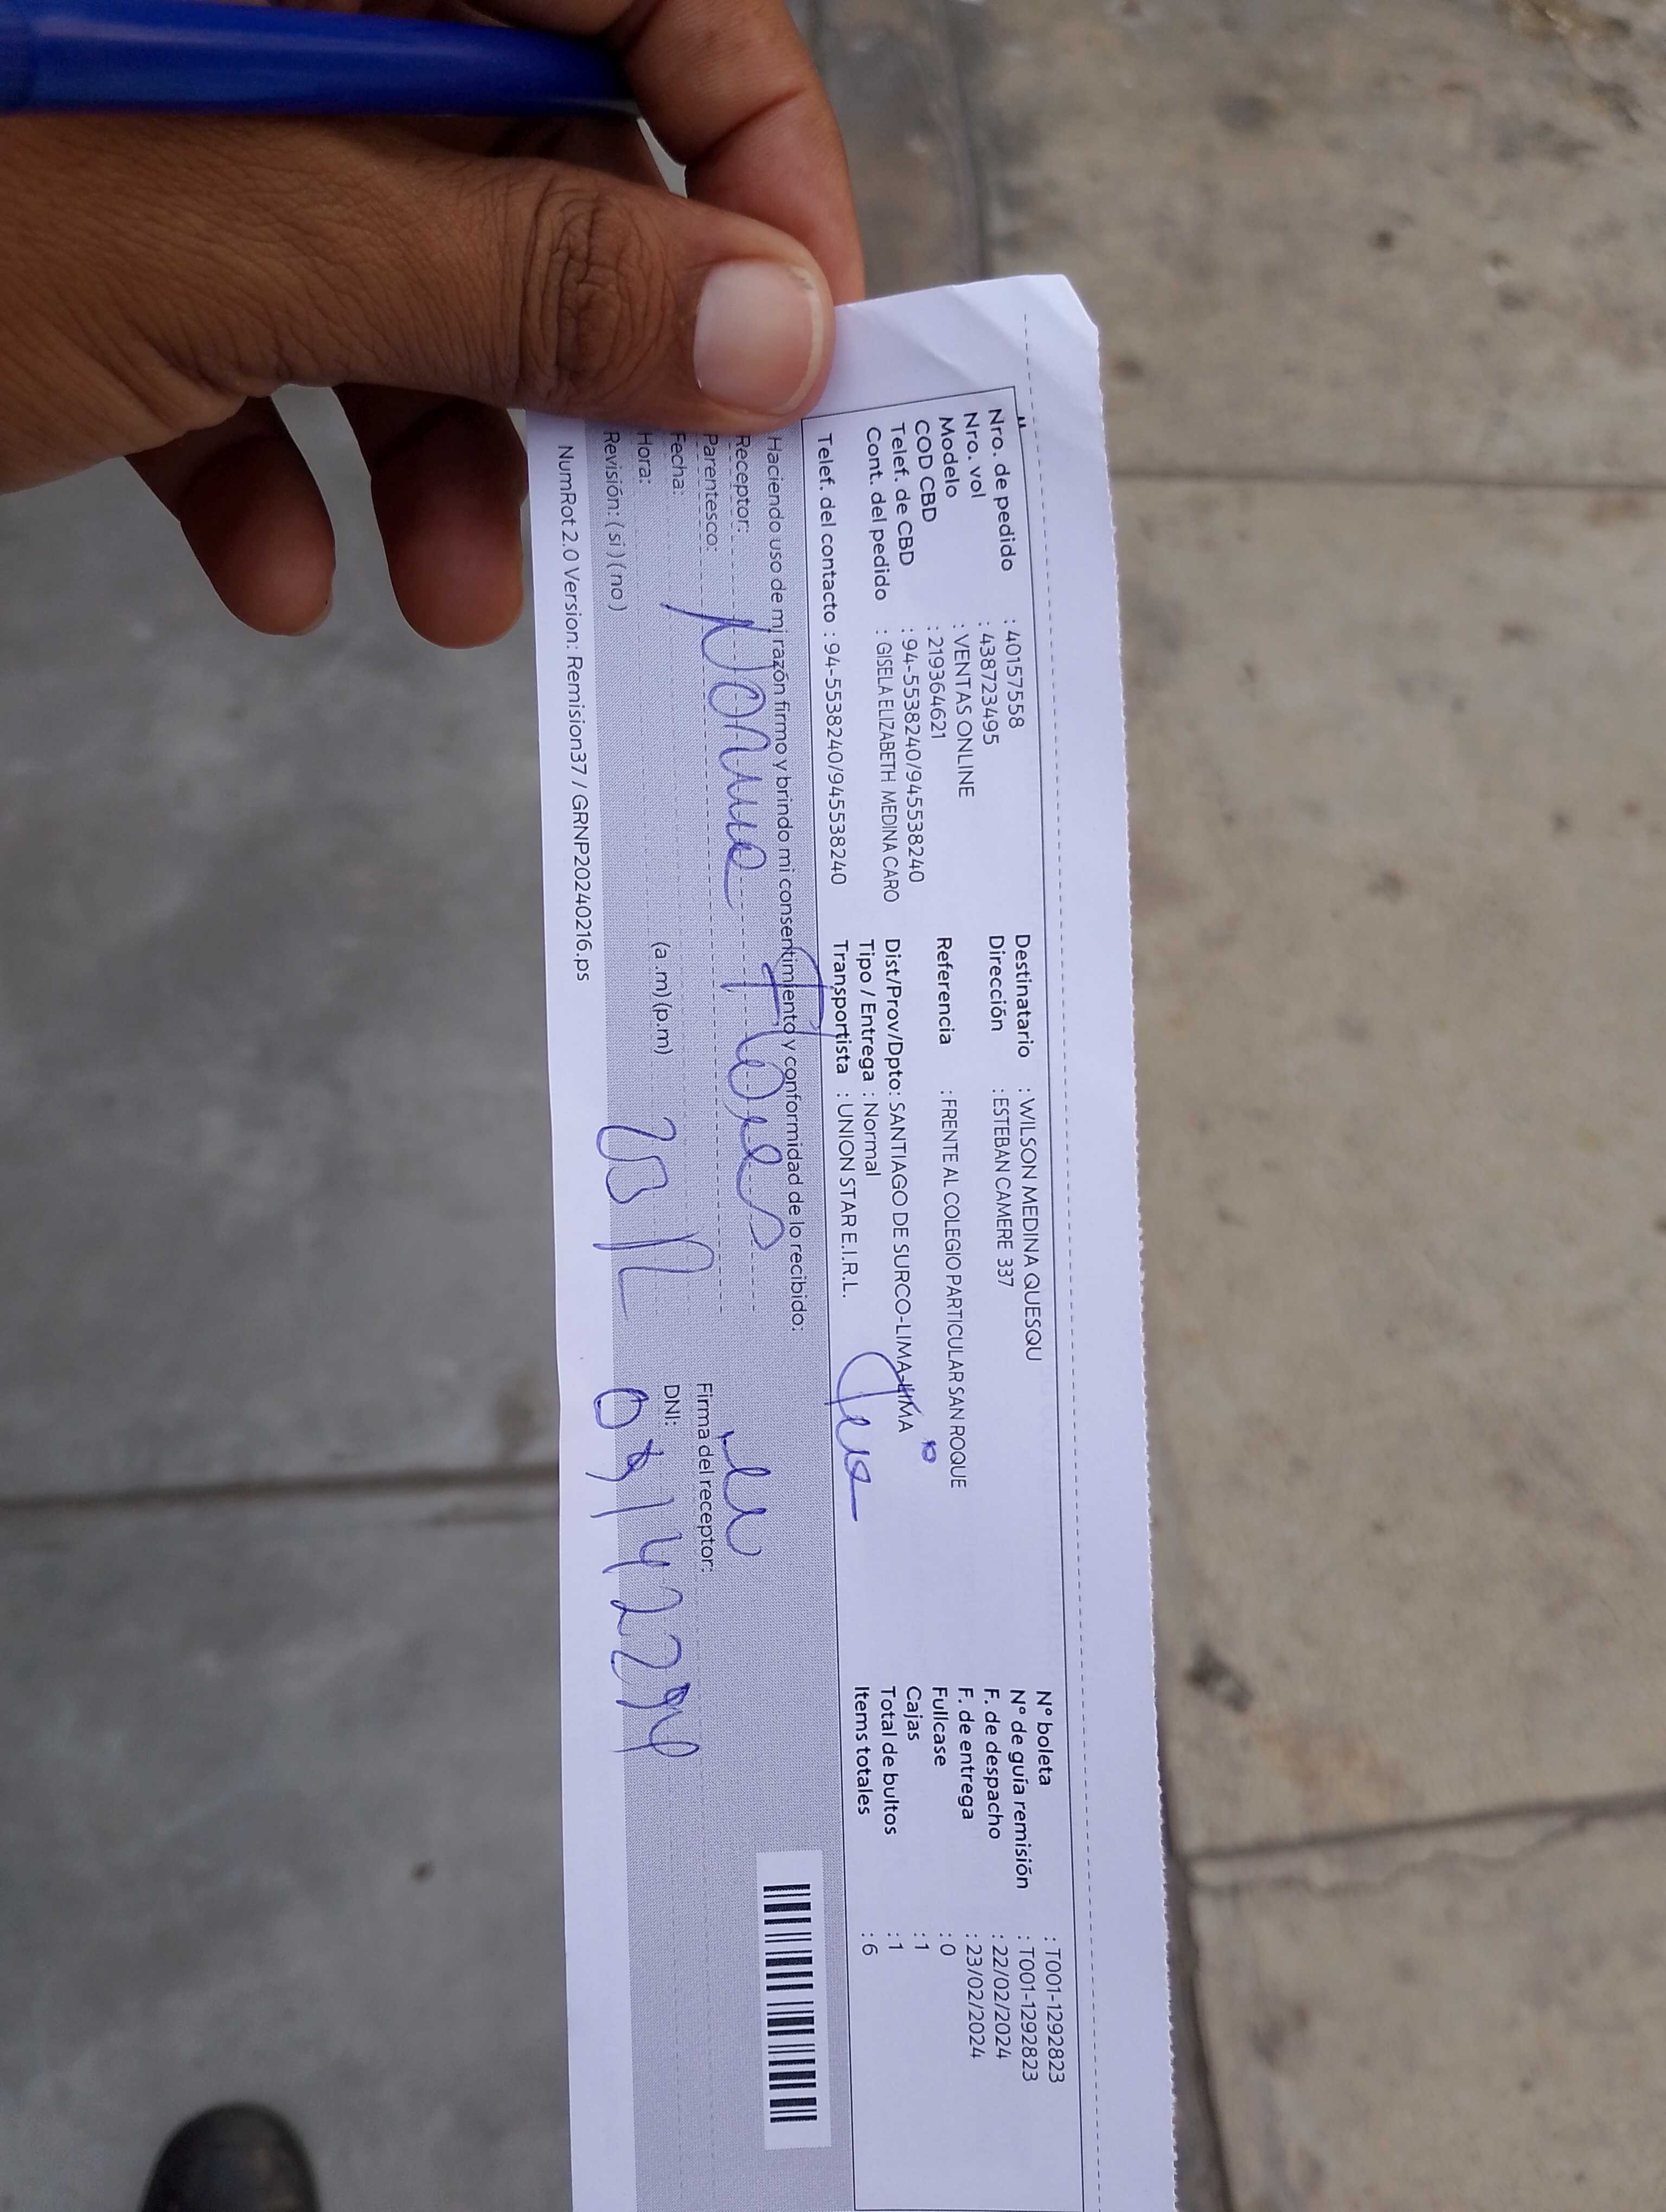 Nro. de pedido : 40157558
Nro. vol : 438723495
Modelo : VENTAS ONLINE
COD CBD : 219364621
Telef. de CBD : 94-5538240/945538240
Cont. del pedido : GISELA ELIZABETH MEDINA CARO
Telef. del contacto : 94-5538240/945538240
Destinatario : WILSON MEDINA QUESQU
Dirección : ESTEBAN CAMERE 337
Referencia : FRENTE AL COLEGIO PARTICULAR SAN ROQUE
Dist/Prov/Dpto : SANTIAGO DE SURCO-LIMA-LIMA
Tipo / Entrega : Normal
Transportista : UNION STAR E.I.R.L.
N° boleta : T001-1292823
N° de guia remisión : T001-1292823
F. de despacho : 22/02/2024
F. de entrega : 23/02/2024
Fullcase : 0
Cajas : 1
Total de bultos : 1
Items totales : 6
Haciendo uso de mi razón firmo y brindo mi consentimiento y conformidad de lo recibido:
Receptor:
Parentesco: Flores
Fecha:
Hora: (a .m) (p.m)
Revisión: ( si ) ( no )
Firma del receptor:
DNI:
NumRot 2.0 Version: Remision37 / GRNP20240216.ps